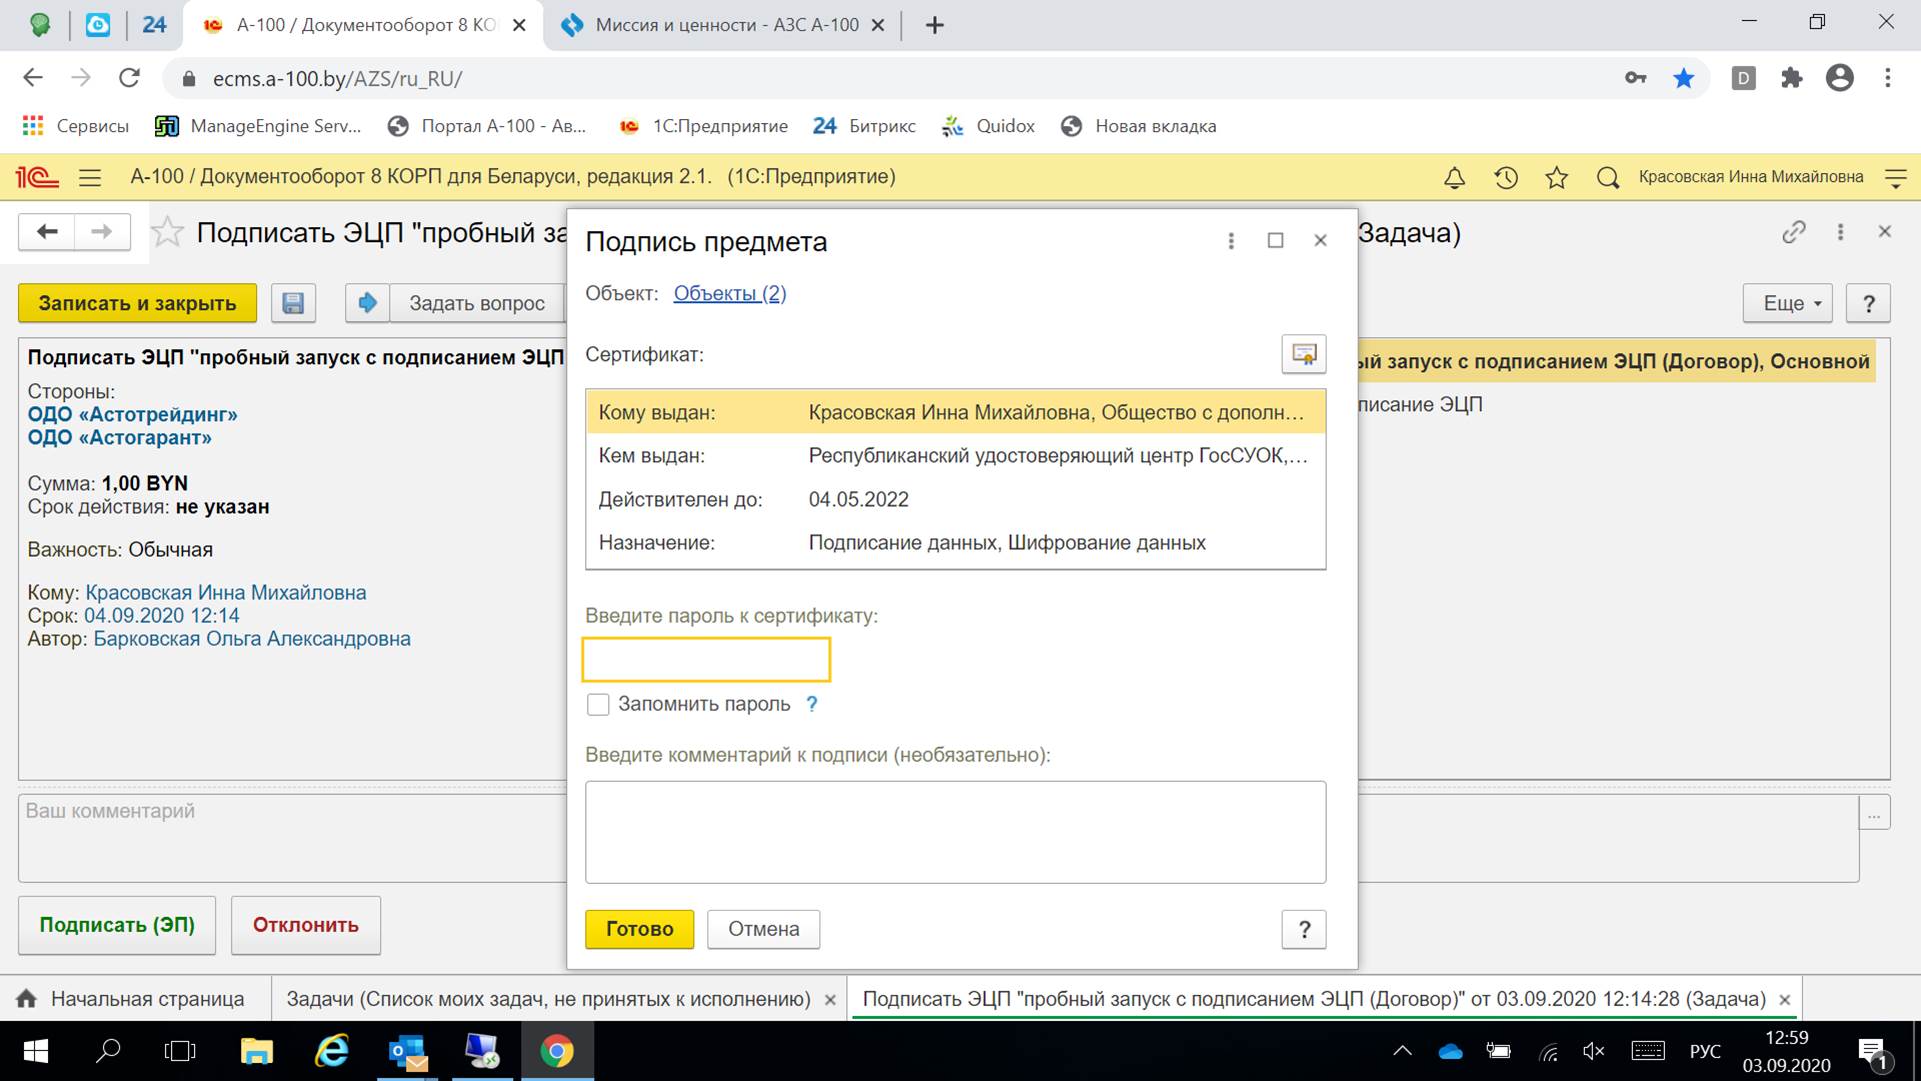 24
А-100 / Документооборот 8 КО
Миссия и ценности - АЗС А-100
ecms.a-100.by/AZS/ru_RU/
D
Сервисы
ManageEngine Serv...
Портал А-100 - Ав...
1С:Предприятие
24 Битрикс
Quidox
Новая вкладка
А-100 / Документооборот 8 КОРП для Беларуси, редакция 2.1. (1С:Предприятие)
Красовская Инна Михайловна
Подписать ЭЦП "пробный за
Задача)
Записать и закрыть
Задать вопрос
Еще
?
Подписать ЭЦП "пробный запуск с подписанием ЭЦП
Стороны:
ОДО «Астотрейдинг»
ОДО «Астогарант»
Сумма: 1,00 BYN
Срок действия: не указан
Важность: Обычная
Кому: Красовская Инна Михайловна
Срок: 04.09.2020 12:14
Автор: Барковская Ольга Александровна
ый запуск с подписанием ЭЦП (Договор), Основной
писание ЭЦП
Подпись предмета
Объект: Объекты (2)
Сертификат:
Кому выдан: Красовская Инна Михайловна, Общество с дополн...
Кем выдан: Республиканский удостоверяющий центр ГосСУОК,...
Действителен до: 04.05.2022
Назначение: Подписание данных, Шифрование данных
Введите пароль к сертификату:
Запомнить пароль ?
Введите комментарий к подписи (необязательно):
Готово
Отмена
?
Ваш комментарий
...
Подписать (ЭП)
Отклонить
Начальная страница
Задачи (Список моих задач, не принятых к исполнению)
Подписать ЭЦП "пробный запуск с подписанием ЭЦП (Договор)" от 03.09.2020 12:14:28 (Задача)
РУС
12:59
03.09.2020
1